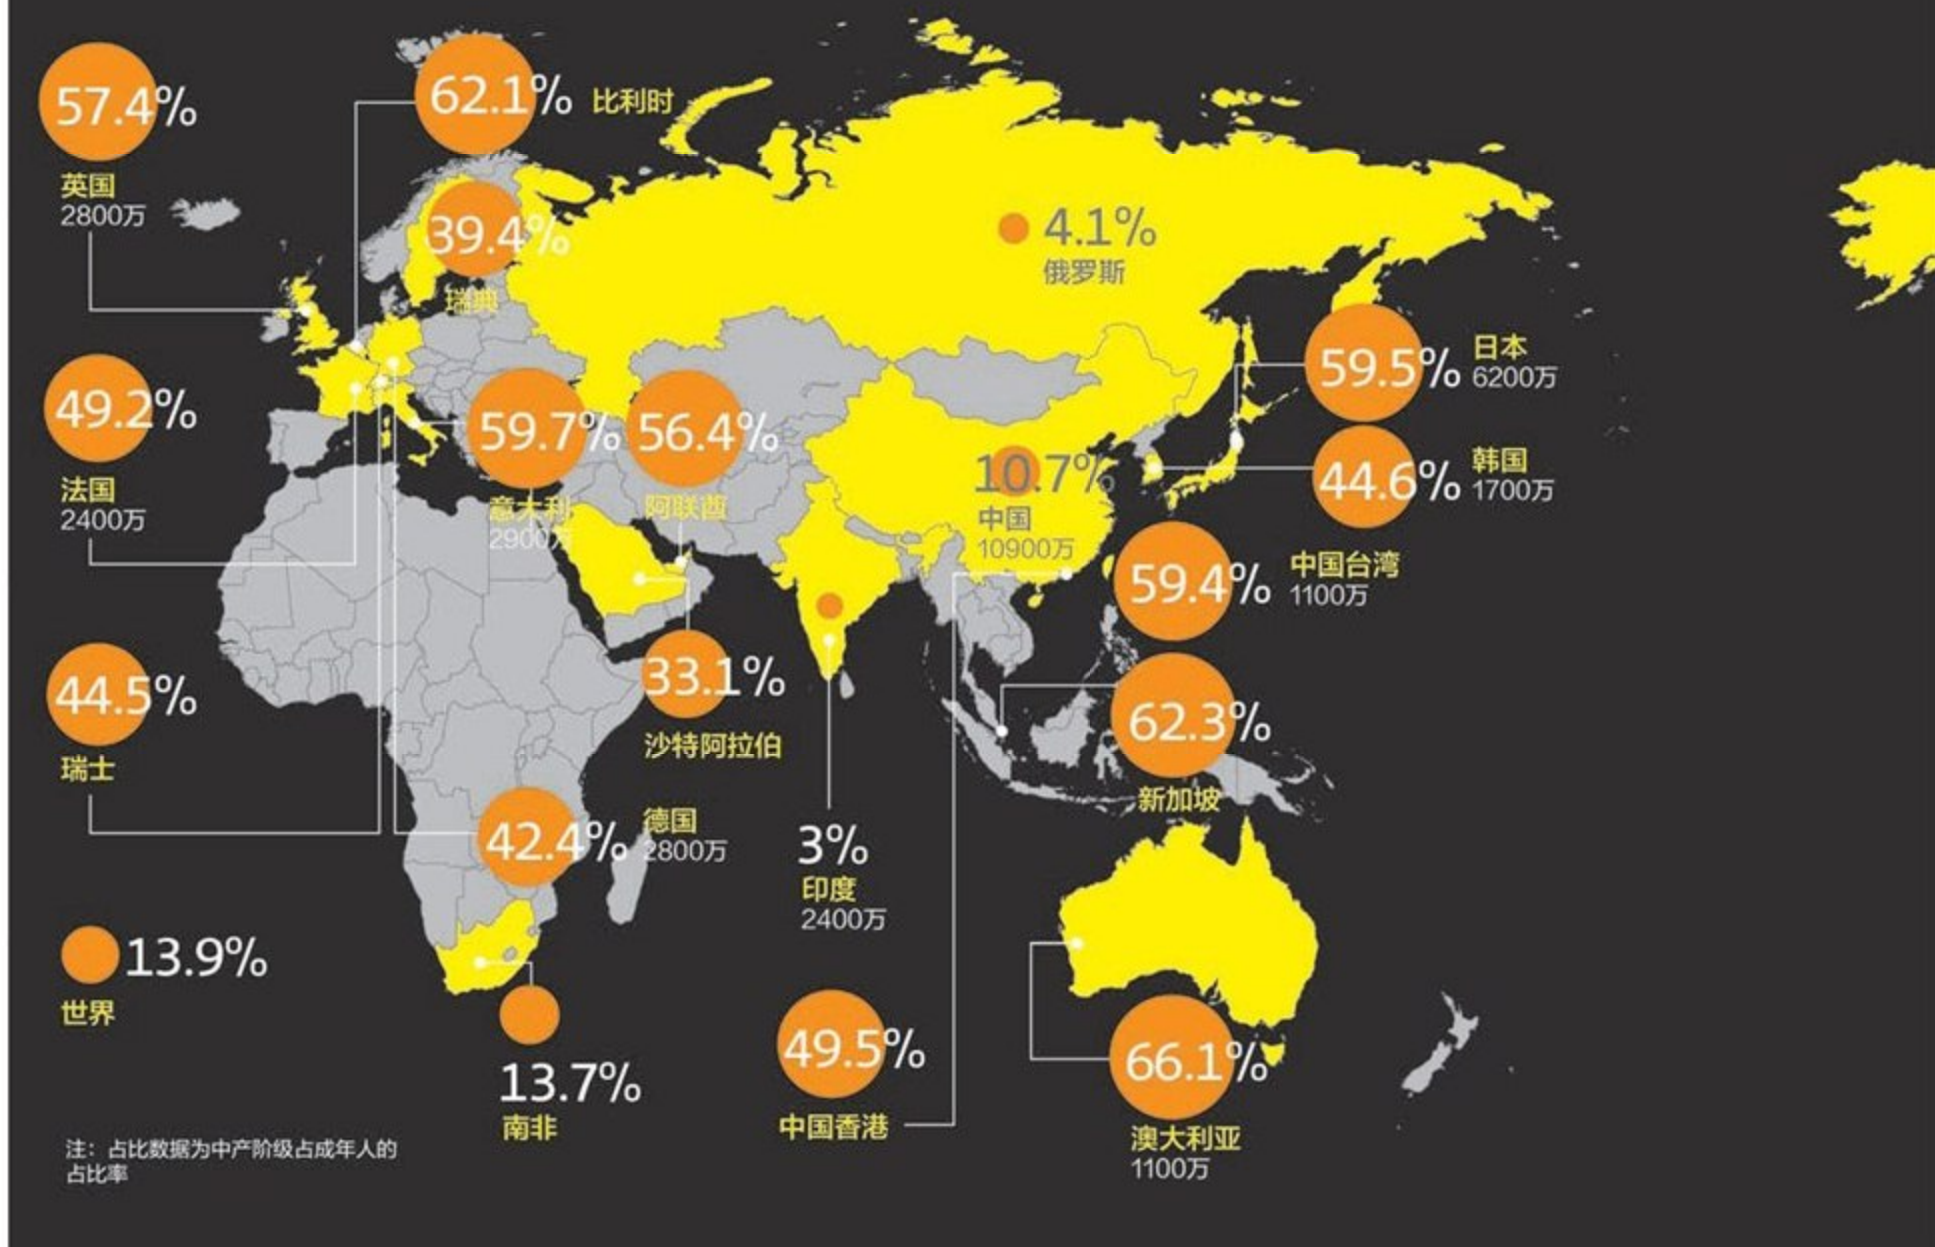 57.4%
英国
2800万
62.1%
比利时
39.4%
瑞典
4.1%
俄罗斯
49.2%
法国
2400万
59.7%
意大利
2900万
56.4%
阿联酋
10.7%
中国
10900万
59.5%
日本
6200万
44.6%
韩国
1700万
59.4%
中国台湾
1100万
44.5%
瑞士
33.1%
沙特阿拉伯
62.3%
新加坡
42.4%
德国
2800万
3%
印度
2400万
13.9%
世界
13.7%
南非
49.5%
中国香港
66.1%
澳大利亚
1100万
注：占比数据为中产阶级占成年人的
占比率